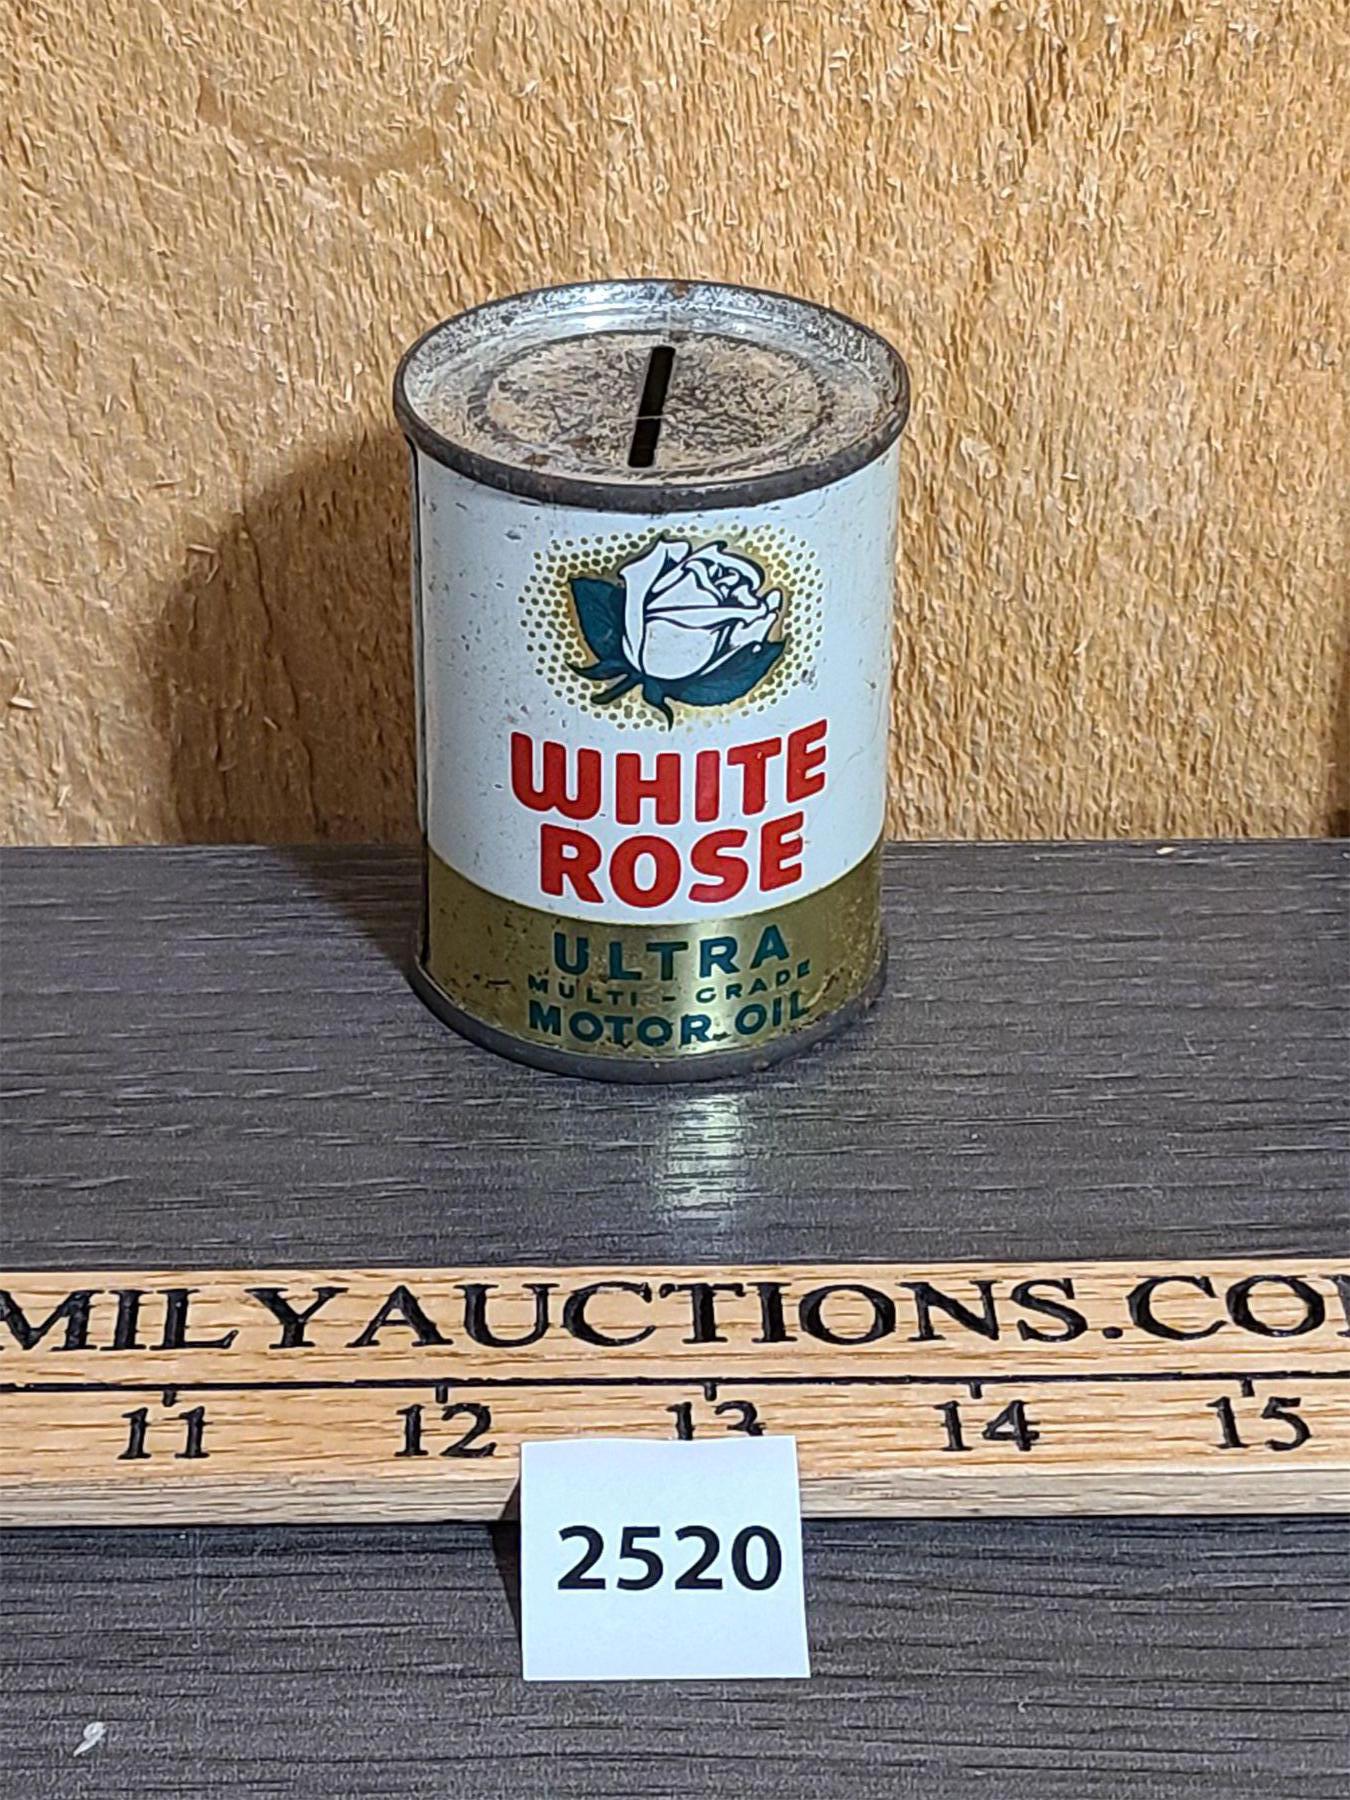 WHITE
ROSE
ULTRA
MULTI - GRADE
MOTOR OIL
MILYAUCTIONS.CO
11 12 13 14 15
2520